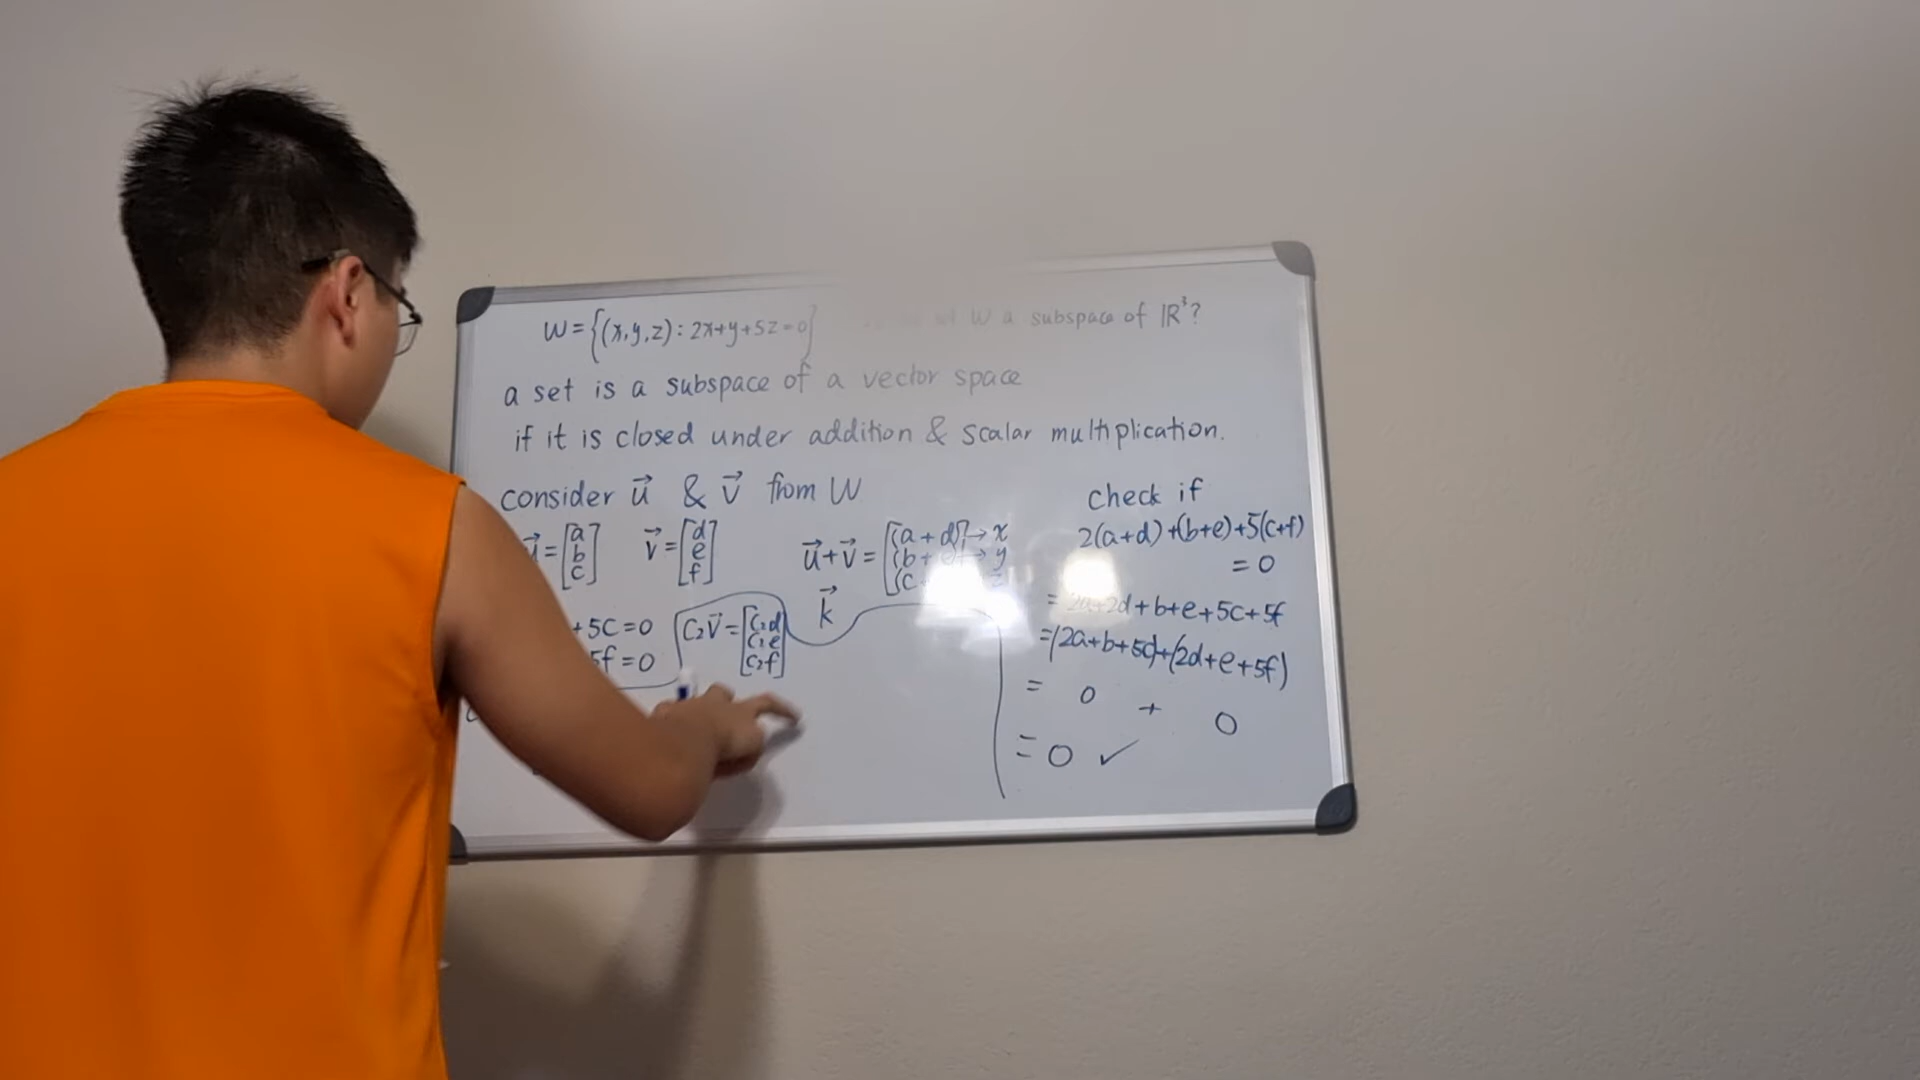 W = {(x,y,z): 2x+y+5z=0} W a subspace of ℝ³?
a set is a subspace of a vector space
if it is closed under addition & scalar multiplication.
consider u⃗ & v⃗ from W
u⃗ = [a b c] v⃗ = [d e f] u⃗+v⃗ = [(a+d) → x (b+ → y (c
+5c=0
5f=0
C₂v⃗ = [C₂d C₂e C₂f]
k⃗
check if
2(a+d)+(b+e)+5(c+f)
= 0
= 2a+2d+b+e+5c+5f
=(2a+b+5c)+(2d+e+5f)
= 0 + 0
= 0 ✓